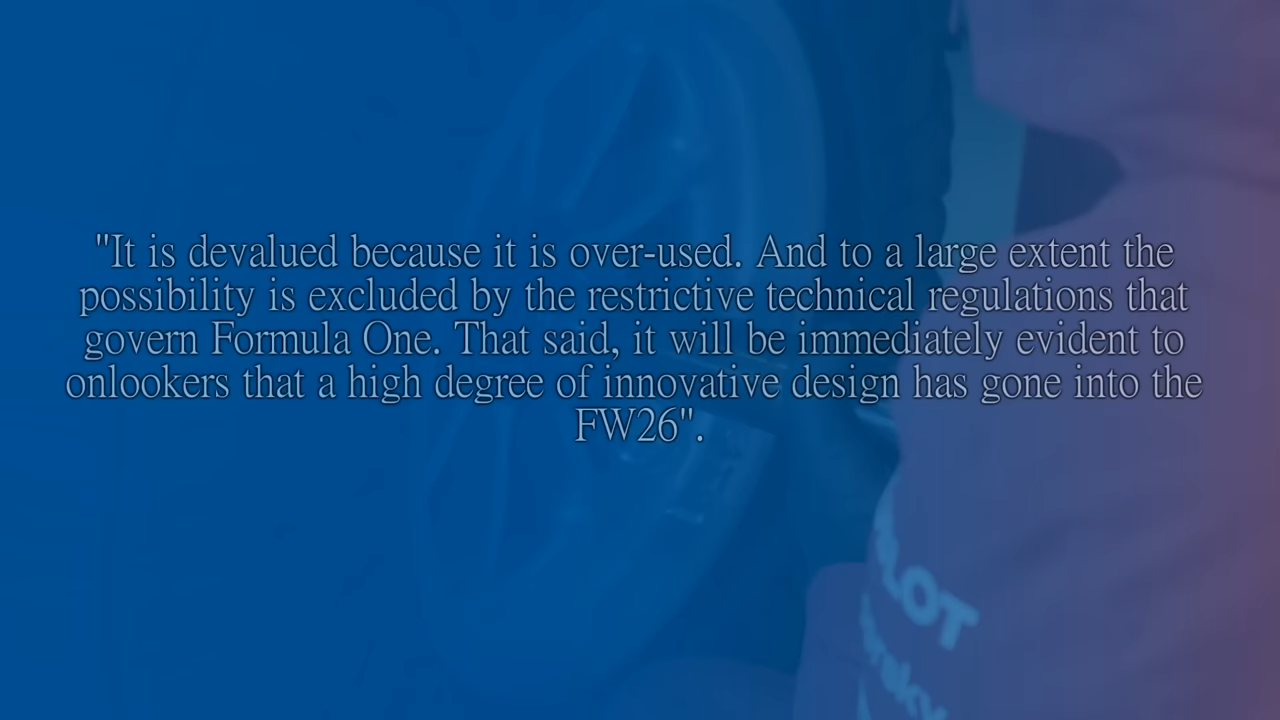 "It is devalued because it is over-used. And to a large extent the
possibility is excluded by the restrictive technical regulations that
govern Formula One. That said, it will be immediately evident to
onlookers that a high degree of innovative design has gone into the
FW26".